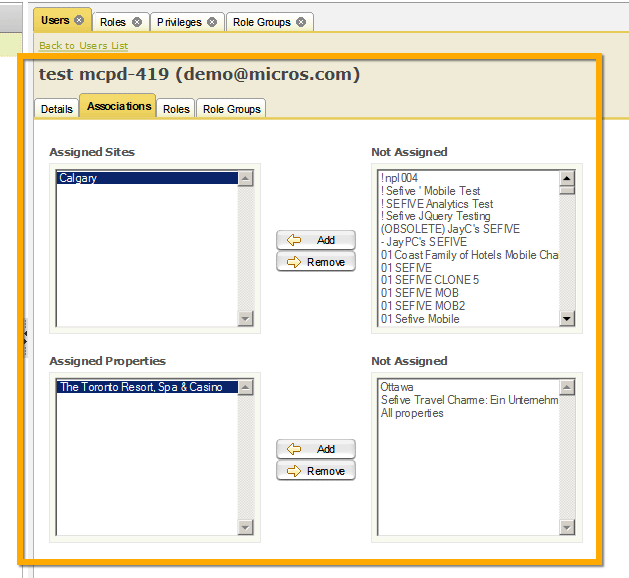 Users
Roles
Privileges
Role Groups
Back to Users List
test mcpd-419 (demo@micros.com)
Details
Associations
Roles
Role Groups
Assigned Sites
Not Assigned
Calgary
!npl004
! Sefive ' Mobile Test
! SEFIVE Analytics Test
! Sefive JQuery Testing
(OBSOLETE) JayC's SEFIVE
- JayPC's SEFIVE
01 Coast Family of Hotels Mobile Cha
01 SEFIVE
01 SEFIVE CLONE 5
01 SEFIVE MOB
01 SEFIVE MOB2
01 Sefive Mobile
Add
Remove
Assigned Properties
Not Assigned
The Toronto Resort, Spa & Casino
Ottawa
Sefive Travel Charme: Ein Unternehm
All properties
Add
Remove